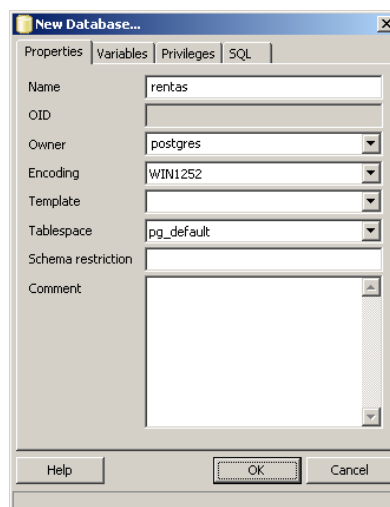 New Database...
Properties Variables Privileges SQL
Name rentas
OID
Owner postgres
Encoding WIN1252
Template
Tablespace pg_default
Schema restriction
Comment
Help OK Cancel